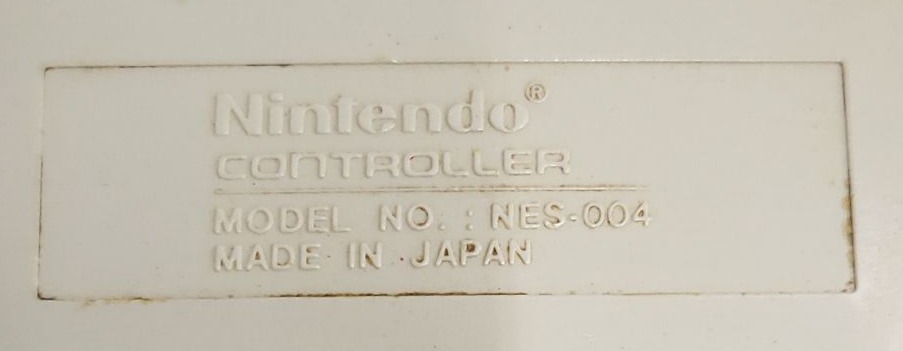 Nintendo®
CONTROLLER
MODEL NO. : NES-004
MADE IN JAPAN